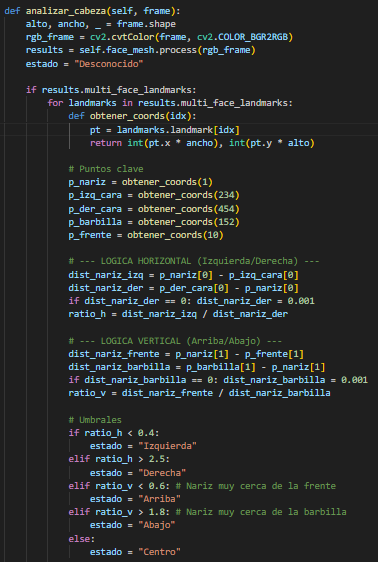 def analizar_cabeza(self, frame):
    alto, ancho, _ = frame.shape
    rgb_frame = cv2.cvtColor(frame, cv2.COLOR_BGR2RGB)
    results = self.face_mesh.process(rgb_frame)
    estado = "Desconocido"

    if results.multi_face_landmarks:
        for landmarks in results.multi_face_landmarks:
            def obtener_coords(idx):
                pt = landmarks.landmark[idx]
                return int(pt.x * ancho), int(pt.y * alto)

            # Puntos clave
            p_nariz = obtener_coords(1)
            p_izq_cara = obtener_coords(234)
            p_der_cara = obtener_coords(454)
            p_barbilla = obtener_coords(152)
            p_frente = obtener_coords(10)

            # --- LOGICA HORIZONTAL (Izquierda/Derecha) ---
            dist_nariz_izq = p_nariz[0] - p_izq_cara[0]
            dist_nariz_der = p_der_cara[0] - p_nariz[0]
            if dist_nariz_der == 0: dist_nariz_der = 0.001
            ratio_h = dist_nariz_izq / dist_nariz_der

            # --- LOGICA VERTICAL (Arriba/Abajo) ---
            dist_nariz_frente = p_nariz[1] - p_frente[1]
            dist_nariz_barbilla = p_barbilla[1] - p_nariz[1]
            if dist_nariz_barbilla == 0: dist_nariz_barbilla = 0.001
            ratio_v = dist_nariz_frente / dist_nariz_barbilla

            # Umbrales
            if ratio_h < 0.4:
                estado = "Izquierda"
            elif ratio_h > 2.5:
                estado = "Derecha"
            elif ratio_v < 0.6: # Nariz muy cerca de la frente
                estado = "Arriba"
            elif ratio_v > 1.8: # Nariz muy cerca de la barbilla
                estado = "Abajo"
            else:
                estado = "Centro"